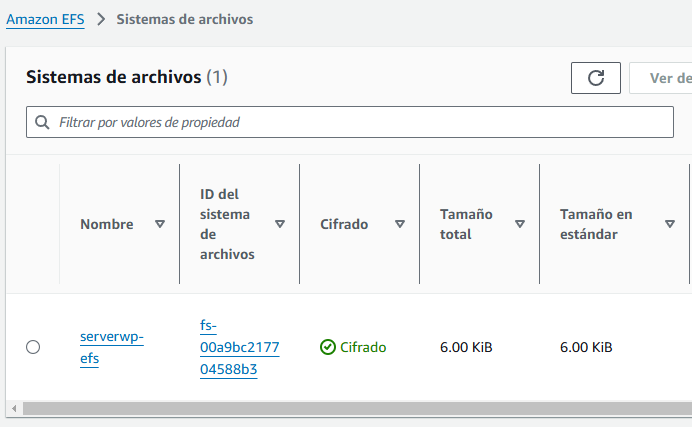 Amazon EFS > Sistemas de archivos
Sistemas de archivos (1)
Ver de
Filtrar por valores de propiedad
Nombre
ID del
sistema
de
archivos
Cifrado
Tamaño
total
Tamaño en
estándar
serverwp-
efs
fs-
00a9bc2177
04588b3
Cifrado
6.00 KiB
6.00 KiB